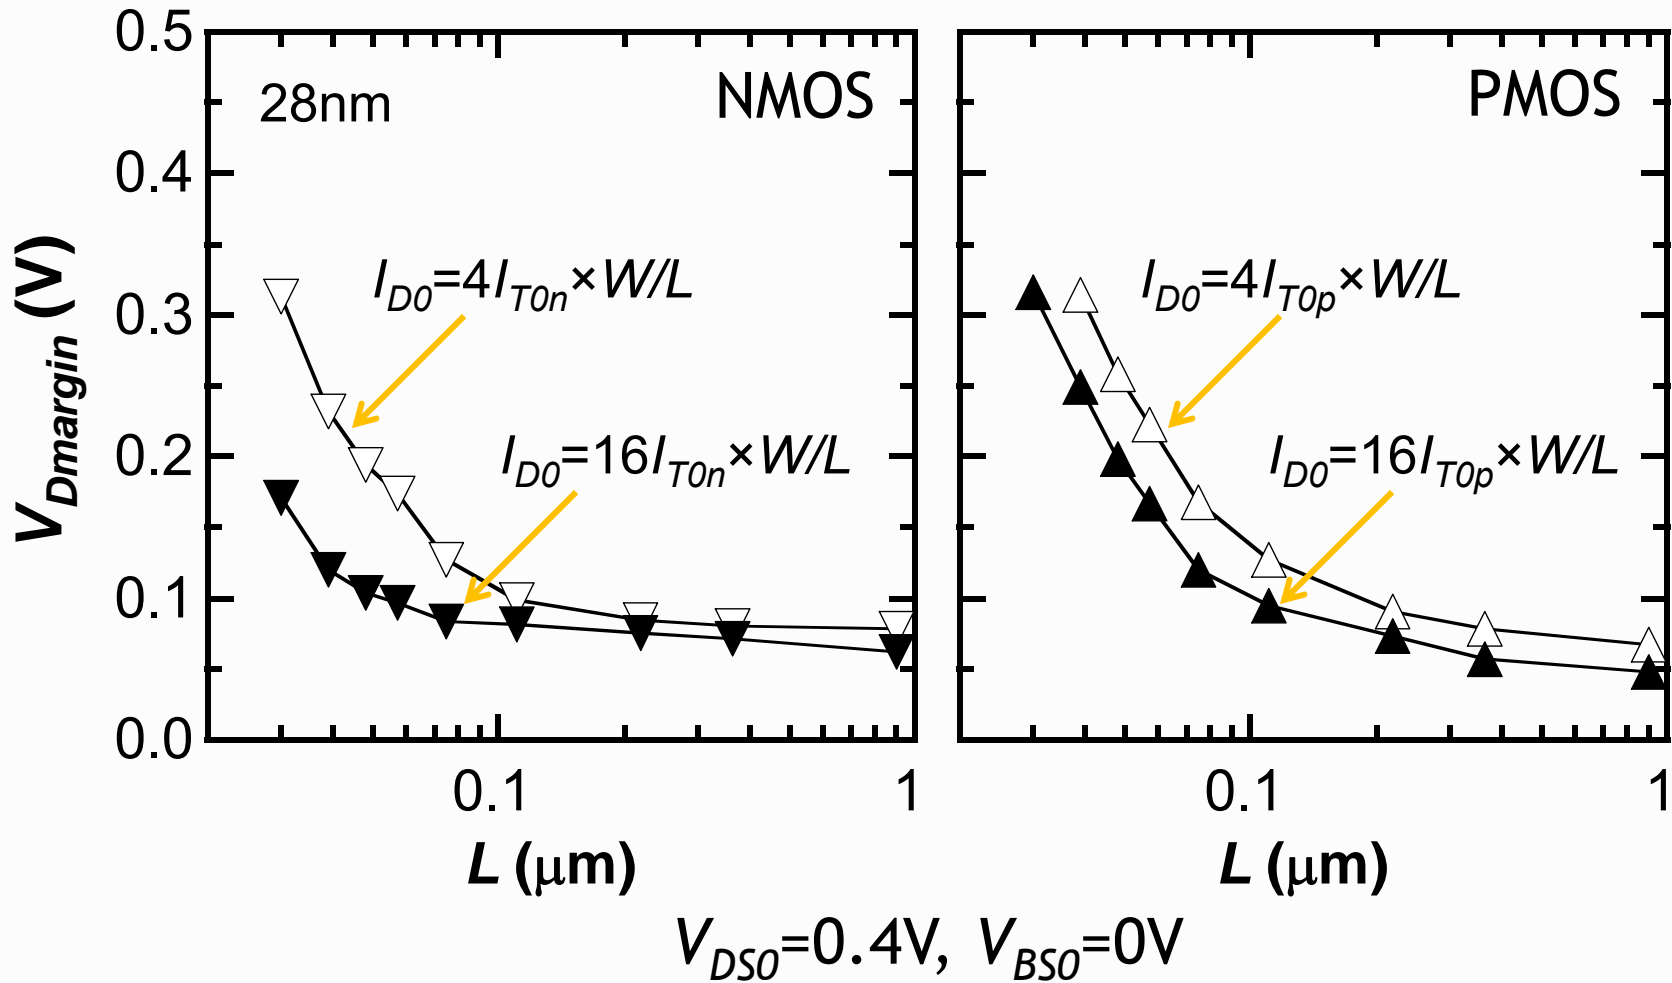 0.5
0.4
0.3
0.2
0.1
0.0
V_Dmargin (V)
28nm
NMOS
I_D0=4I_T0n×W/L
I_D0=16I_T0n×W/L
0.1
1
L (μm)
PMOS
I_D0=4I_T0p×W/L
I_D0=16I_T0p×W/L
0.1
1
L (μm)
V_DS0=0.4V, V_BS0=0V